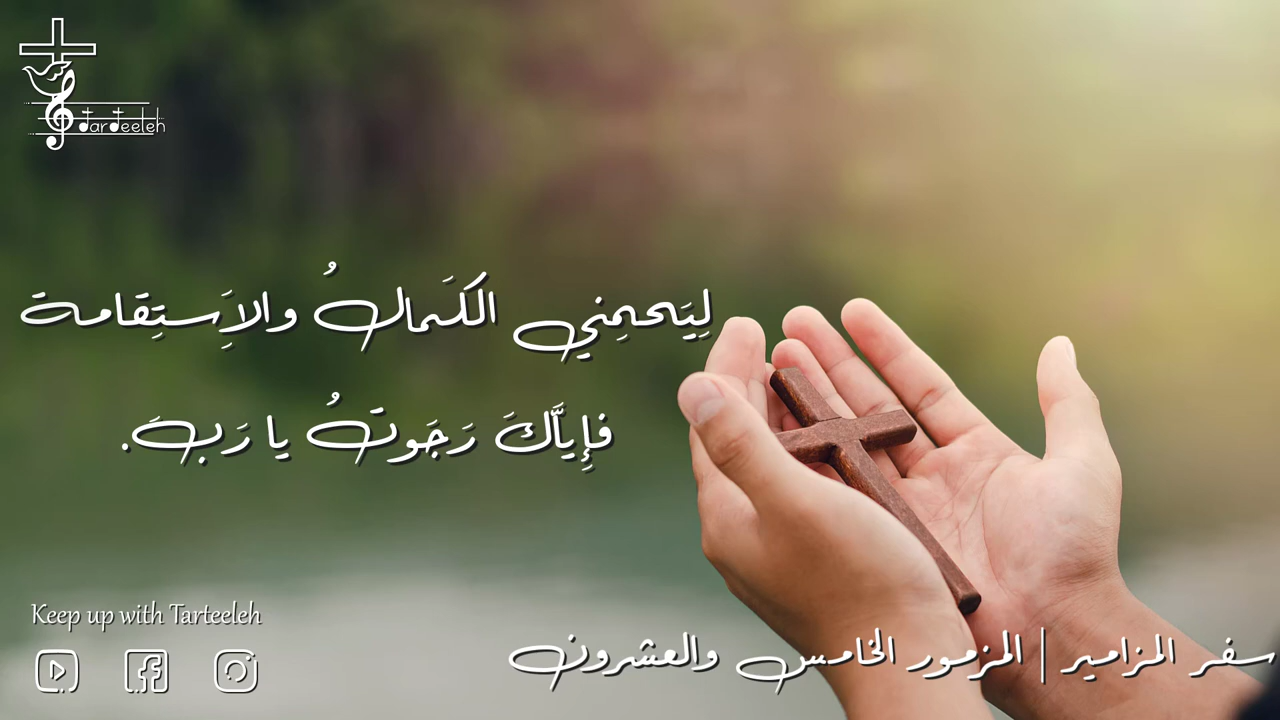 tarteeleh
لِيَحمِني الكَمالُ والاَستِقامة
فإِيَّاكَ رَجَوتُ يا رَبَّ.
Keep up with Tarteeleh
سفر المزامير | المزمور الخامس والعشرون